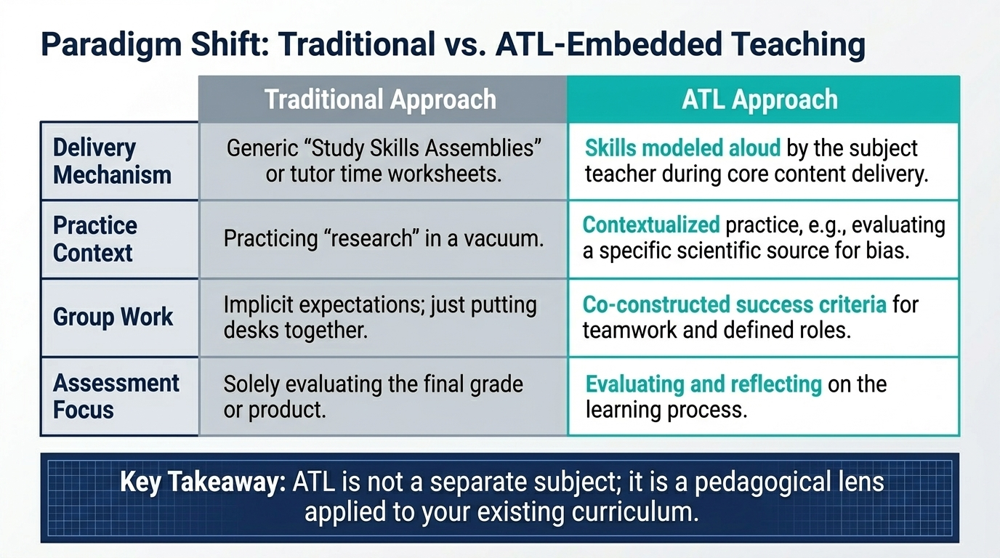 Paradigm Shift: Traditional vs. ATL-Embedded Teaching
Traditional Approach
ATL Approach
Delivery
Mechanism
Generic “Study Skills Assemblies”
or tutor time worksheets.
Skills modeled aloud by the subject
teacher during core content delivery.
Practice
Context
Practicing “research” in a vacuum.
Contextualized practice, e.g., evaluating
a specific scientific source for bias.
Group Work
Implicit expectations; just putting
desks together.
Co-constructed success criteria for
teamwork and defined roles.
Assessment
Focus
Solely evaluating the final grade
or product.
Evaluating and reflecting on the
learning process.
Key Takeaway: ATL is not a separate subject; it is a pedagogical lens
applied to your existing curriculum.